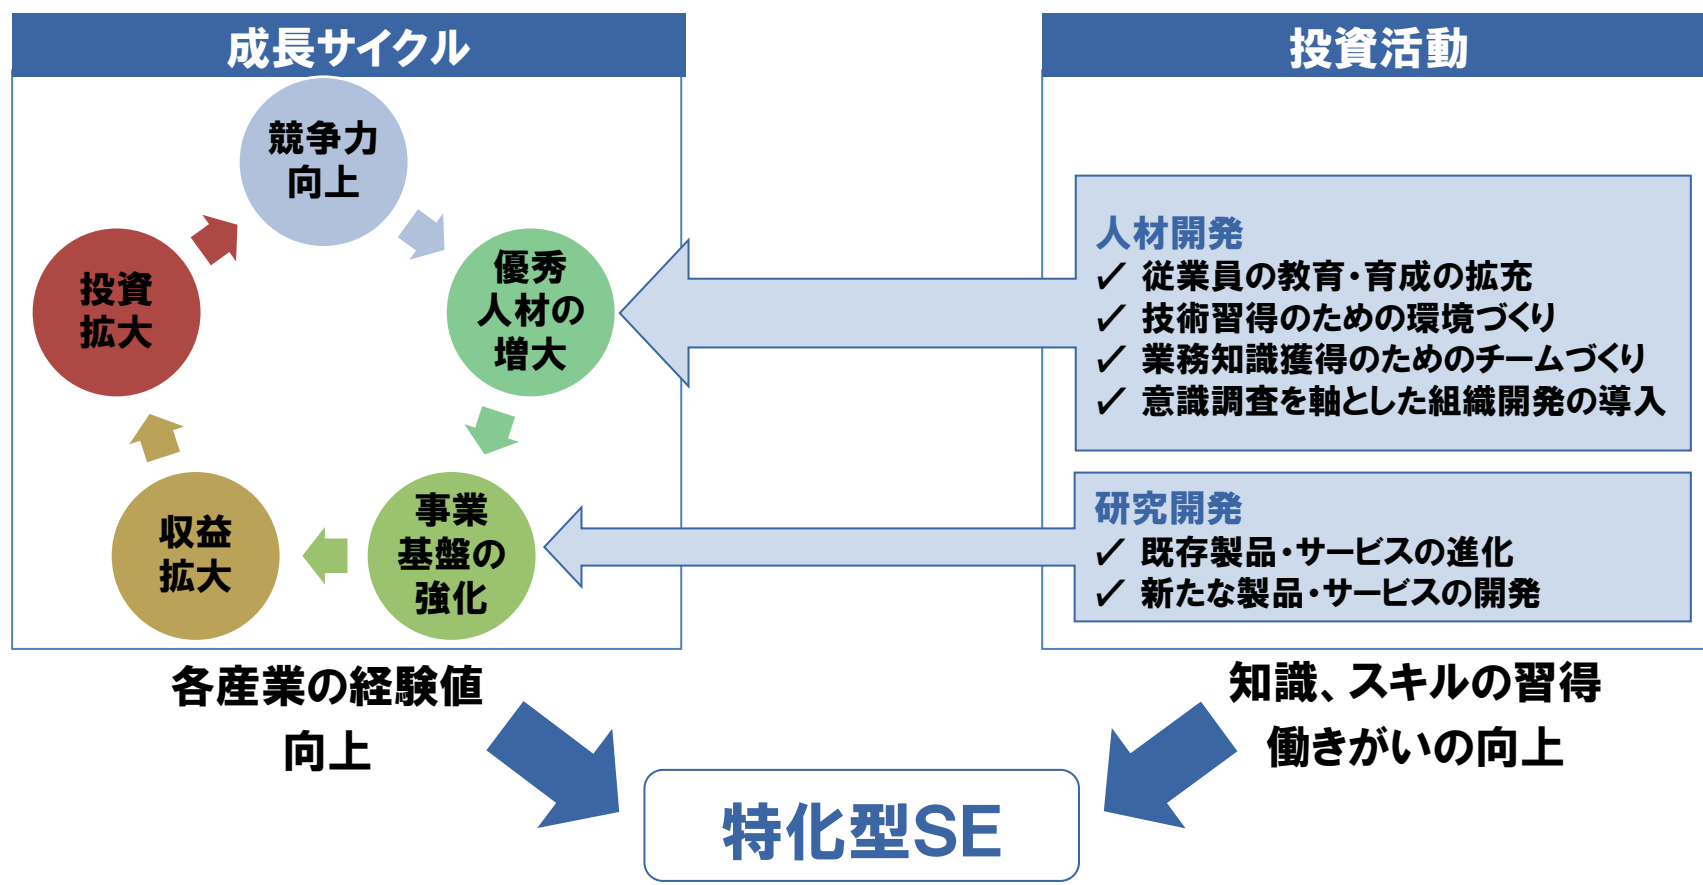 成長サイクル
競争力
向上
優秀
人材の
増大
事業
基盤の
強化
収益
拡大
投資
拡大
各産業の経験値
向上
投資活動
人材開発
✓ 従業員の教育・育成の拡充
✓ 技術習得のための環境づくり
✓ 業務知識獲得のためのチームづくり
✓ 意識調査を軸とした組織開発の導入
研究開発
✓ 既存製品・サービスの進化
✓ 新たな製品・サービスの開発
知識、スキルの習得
働きがいの向上
特化型SE